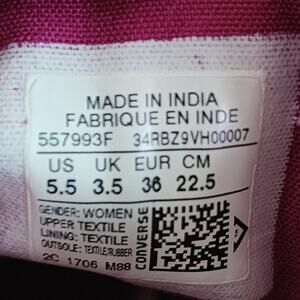 MADE IN INDIA
FABRIQUE EN INDE
557993F 34RBZ9VH00007
US UK EUR CM
5.5 3.5 36 22.5
GENDER: WOMEN
UPPER: TEXTILE
LINING: TEXTILE
OUTSOLE: TEXTILE/RUBBER
2C 1706 M88
CONVERSE